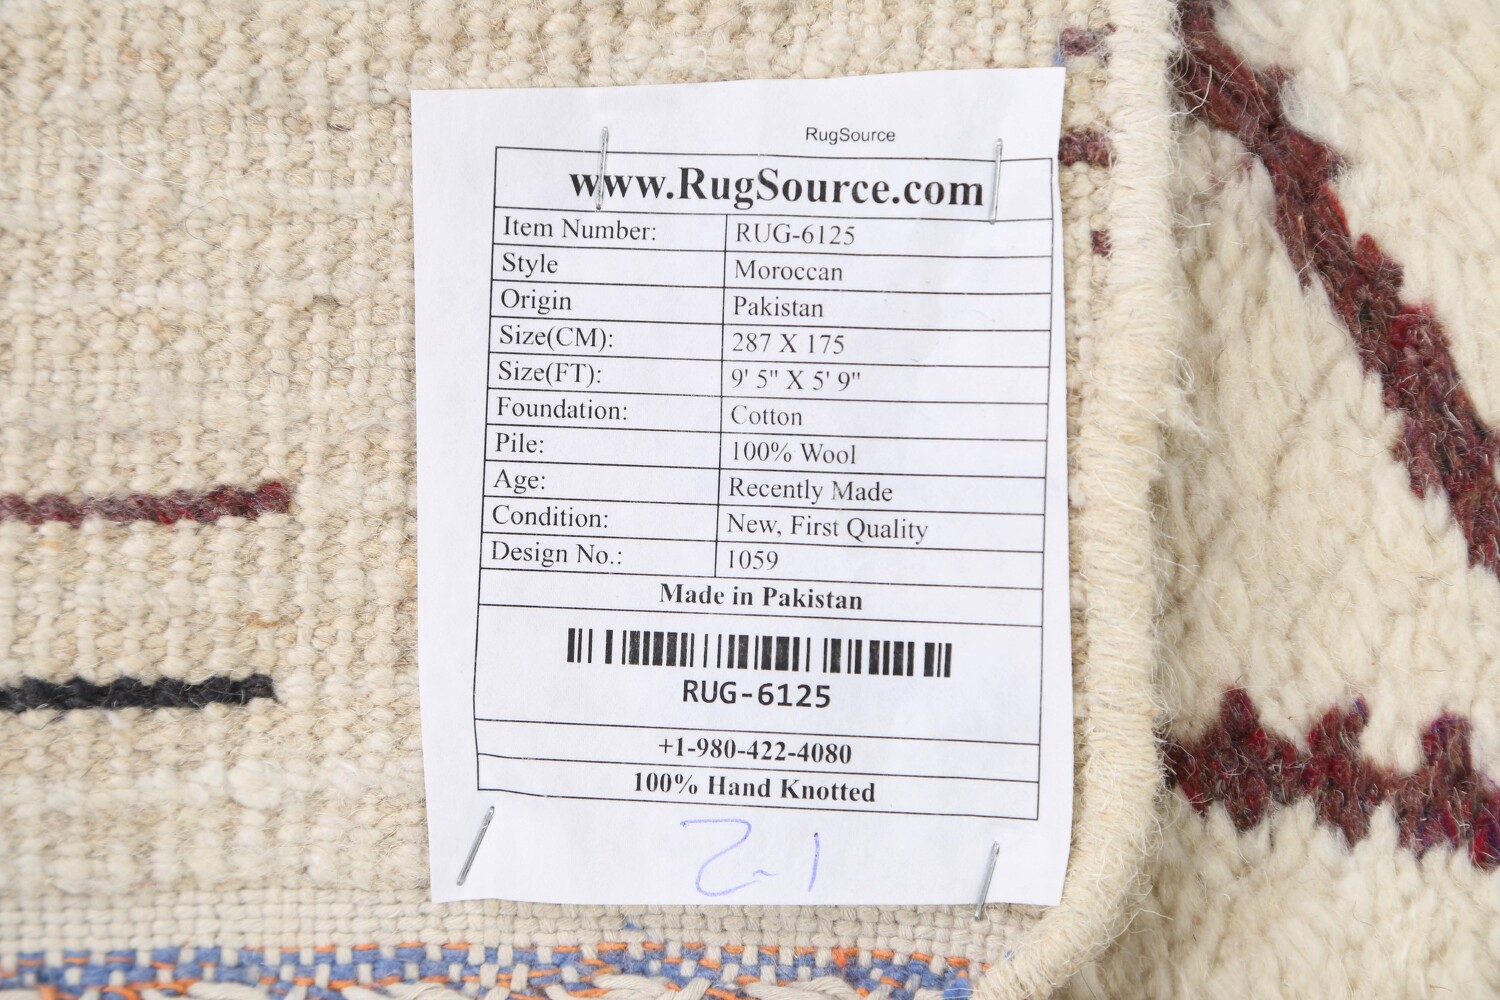 RugSource
www.RugSource.com
Item Number: RUG-6125
Style Moroccan
Origin Pakistan
Size(CM): 287 X 175
Size(FT): 9' 5" X 5' 9"
Foundation: Cotton
Pile: 100% Wool
Age: Recently Made
Condition: New, First Quality
Design No.: 1059
Made in Pakistan
RUG-6125
+1-980-422-4080
100% Hand Knotted